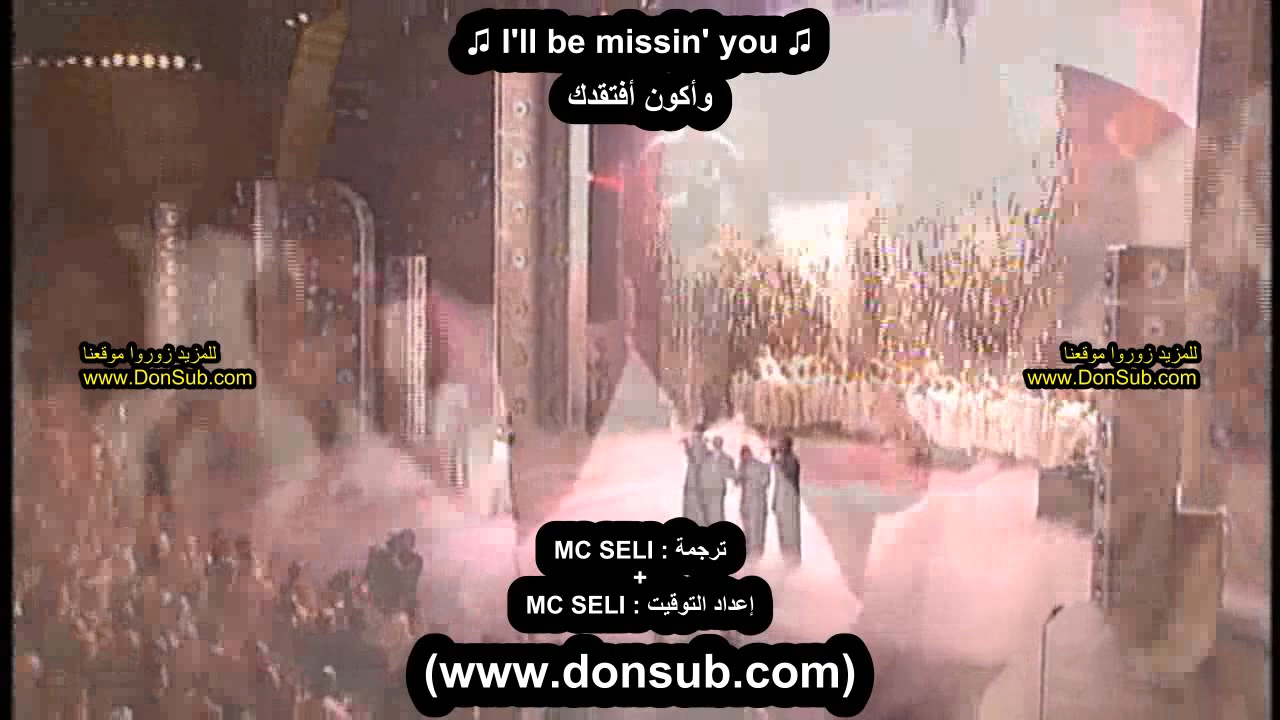 ♫ I'll be missin' you ♫
وأكون أفتقدك
للمزيد زوروا موقعنا
www.DonSub.com
للمزيد زوروا موقعنا
www.DonSub.com
ترجمة : MC SELI
+
إعداد التوقيت : MC SELI
(www.donsub.com)